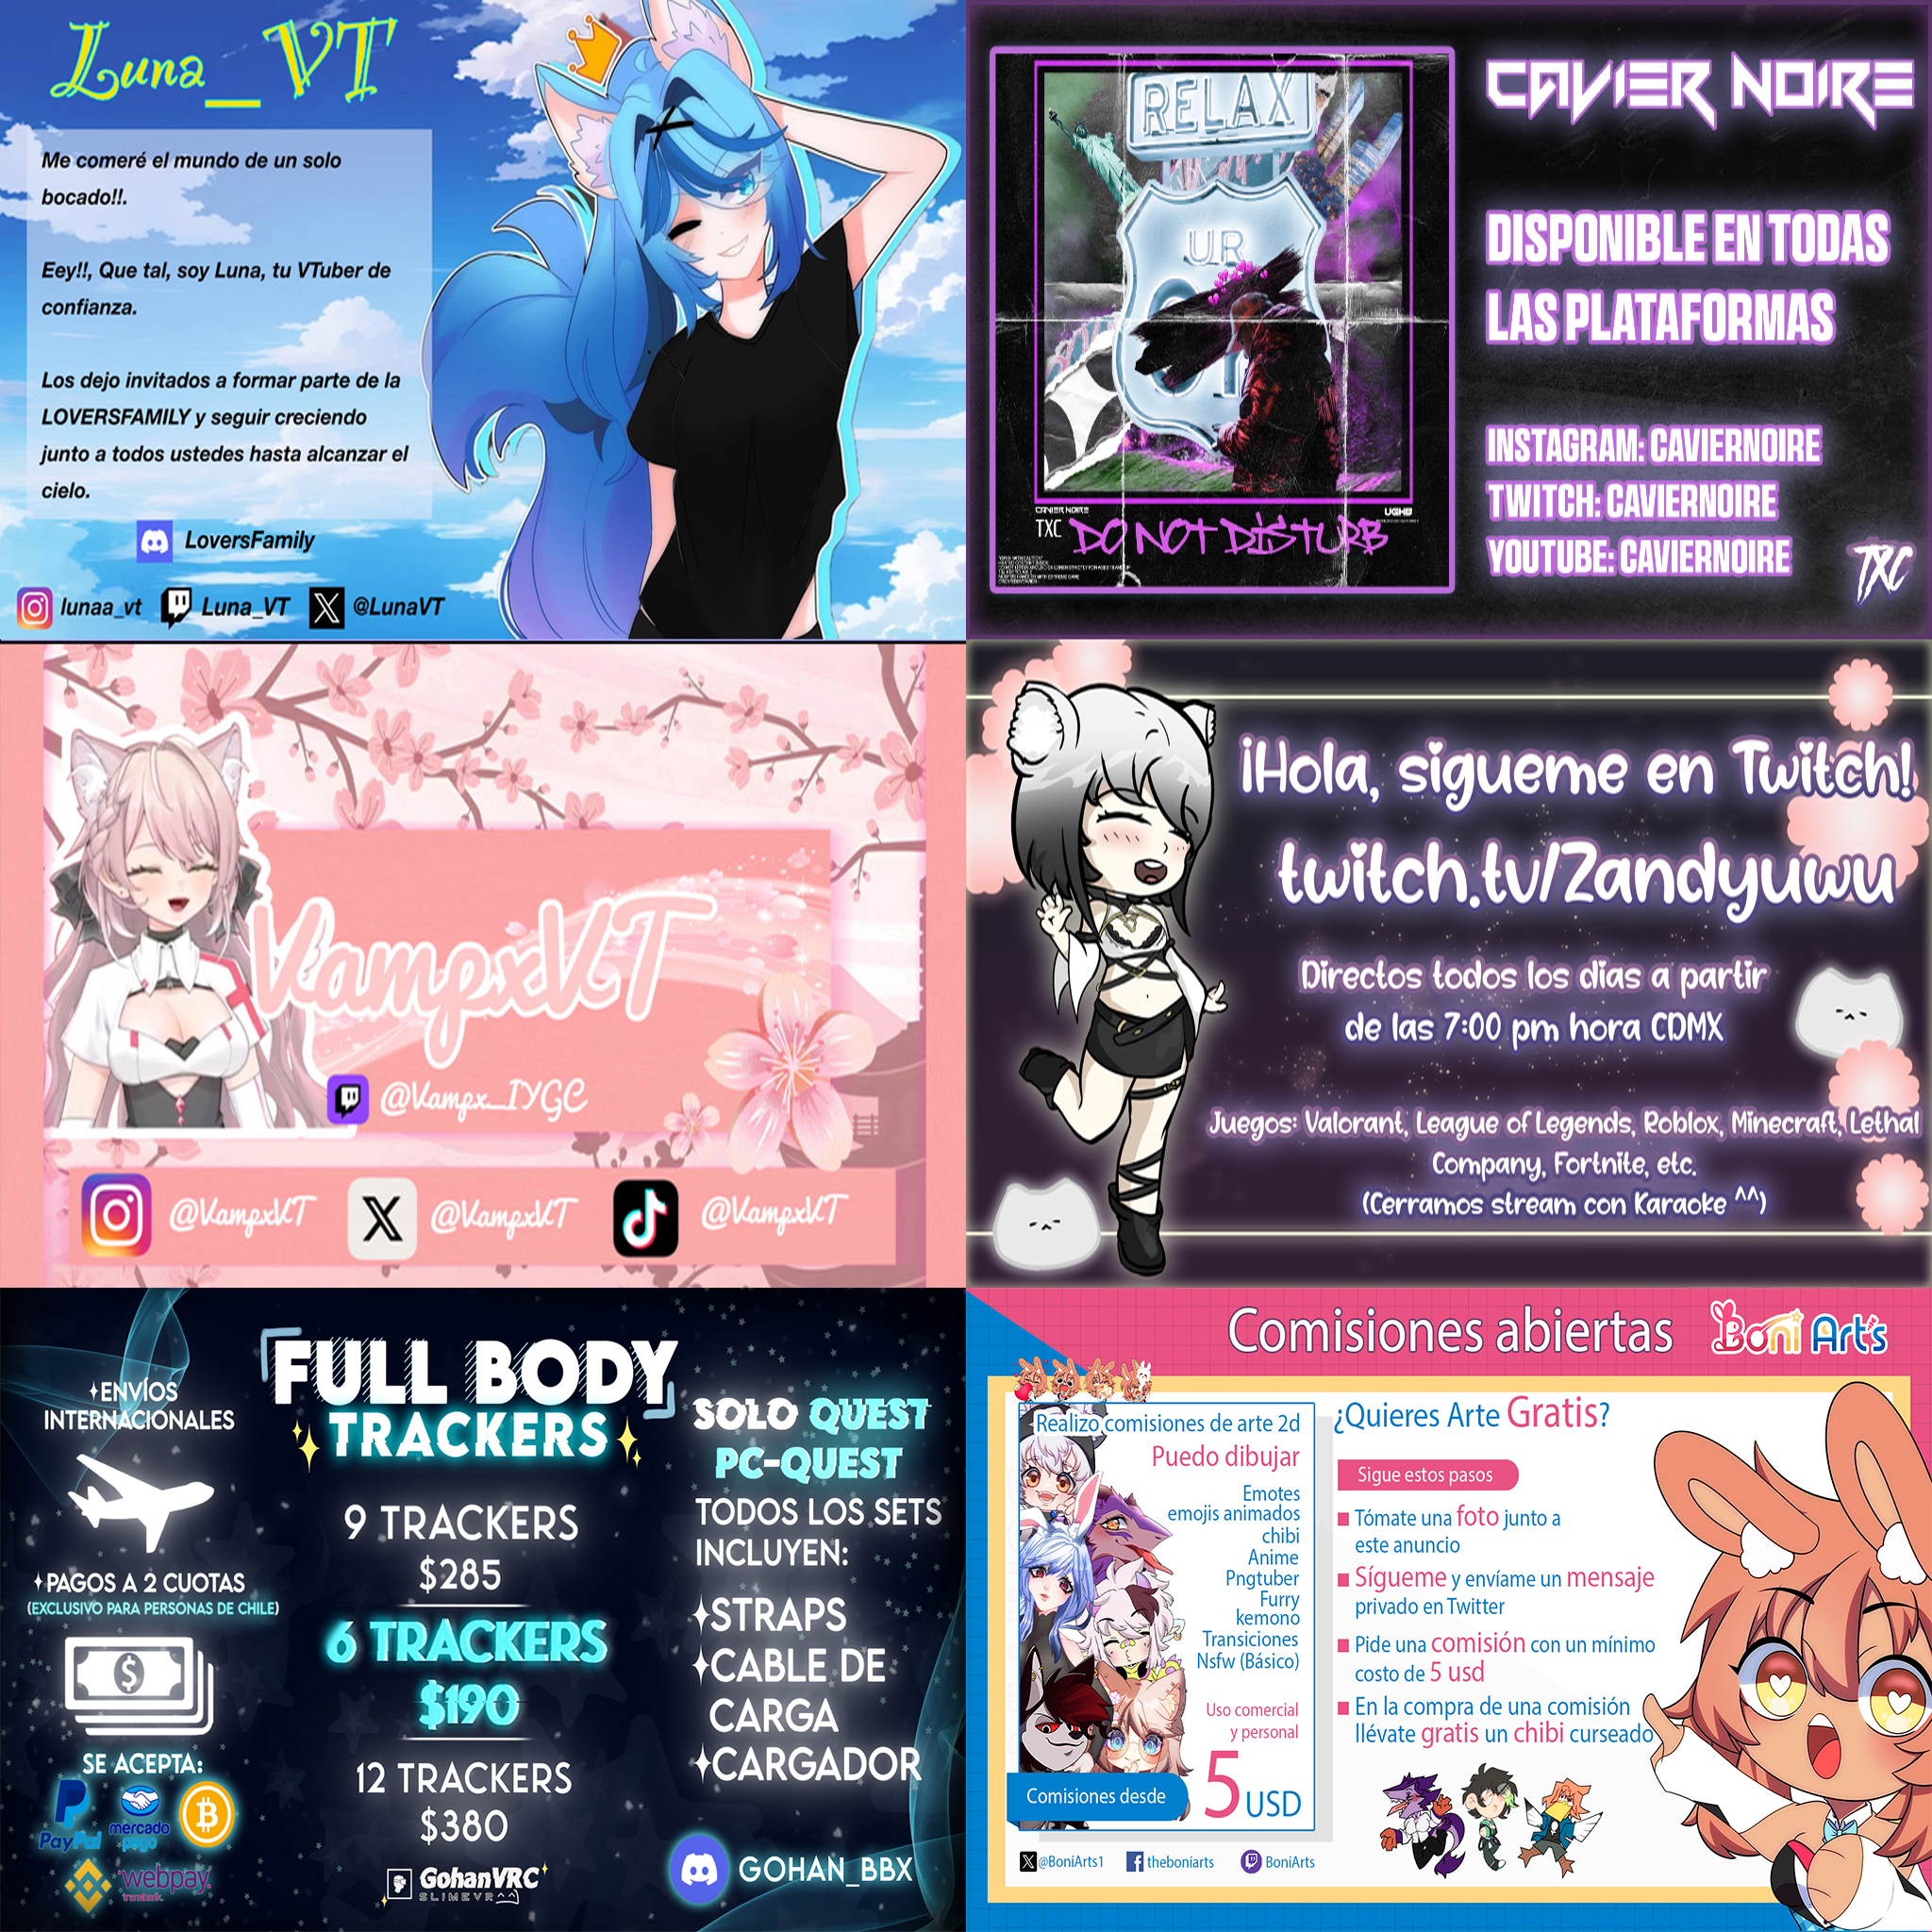 Luna_VT
Me comeré el mundo de un solo
bocado!!.
Eey!!, Que tal, soy Luna, tu VTuber de
confianza.
Los dejo invitados a formar parte de la
LOVERSFAMILY y seguir creciendo
junto a todos ustedes hasta alcanzar el
cielo.
LoversFamily
lunaa_vt
Luna_VT
@LunaVT
RELAX
UR
CAVIER NOIRE
TXC
UGHB
DO NOT DISTURB
CAVIER NOIRE
DISPONIBLE EN TODAS
LAS PLATAFORMAS
INSTAGRAM: CAVIERNOIRE
TWITCH: CAVIERNOIRE
YOUTUBE: CAVIERNOIRE
TXC
VampxVT
@Vampx_IYGC
@VampxVT
@VampxVT
@VampxVT
¡Hola, sigueme en Twitch!
twitch.tv/Zandyuwu
Directos todos los dias a partir
de las 7:00 pm hora CDMX
Juegos: Valorant, League of Legends, Roblox, Minecraft, Lethal
Company, Fortnite, etc.
(Cerramos stream con Karaoke ^^)
ENVÍOS
INTERNACIONALES
PAGOS A 2 CUOTAS
(EXCLUSIVO PARA PERSONAS DE CHILE)
$
SE ACEPTA:
PayPal
mercado
pago
webpay.
transbank.
FULL BODY
TRACKERS
9 TRACKERS
$285
6 TRACKERS
$190
12 TRACKERS
$380
GohanVRC
SLIMEVR^^
SOLO QUEST
PC-QUEST
TODOS LOS SETS
INCLUYEN:
STRAPS
CABLE DE
CARGA
CARGADOR
GOHAN_BBX
Comisiones abiertas
Boni Arts
Realizo comisiones de arte 2d
Puedo dibujar
Emotes
emojis animados
chibi
Anime
Pngtuber
Furry
kemono
Transiciones
Nsfw (Básico)
Uso comercial
y personal
Comisiones desde
5 USD
@BoniArts1
theboniarts
BoniArts
¿Quieres Arte Gratis?
Sigue estos pasos
Tómate una foto junto a
este anuncio
Sígueme y envíame un mensaje
privado en Twitter
Pide una comisión con un mínimo
costo de 5 usd
En la compra de una comisión
llévate gratis un chibi curseado